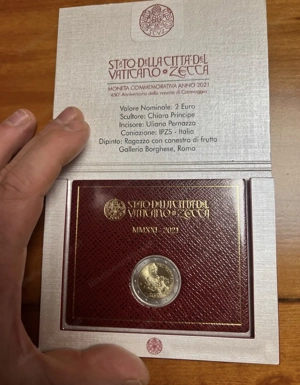 STATO DELLA CITTÀ DEL
VATICANO • ZECCA
MONETA COMMEMORATIVA ANNO 2021
450° Anniversario della nascita di Caravaggio
Valore Nominale: 2 Euro
Scultore: Chiara Principe
Incisore: Uliana Pernazza
Coniazione: IPZS - Italia
Dipinto: Ragazzo con canestro di frutta
Galleria Borghese, Roma
STATO DELLA CITTÀ DEL
VATICANO • ZECCA
MMXXI - 2021